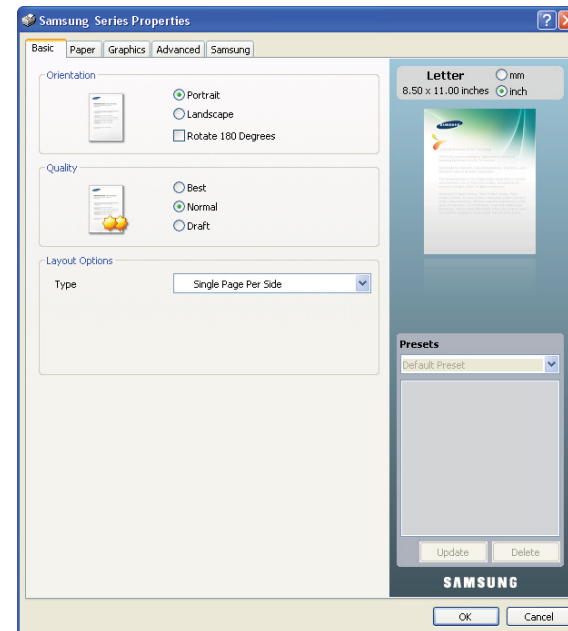 Samsung Series Properties
Basic
Paper
Graphics
Advanced
Samsung
Orientation
Portrait
Landscape
Rotate 180 Degrees
Quality
Best
Normal
Draft
Layout Options
Type
Single Page Per Side
Letter
mm
8.50 x 11.00 inches
inch
SAMSUNG
Presets
Default Preset
Update
Delete
SAMSUNG
OK
Cancel